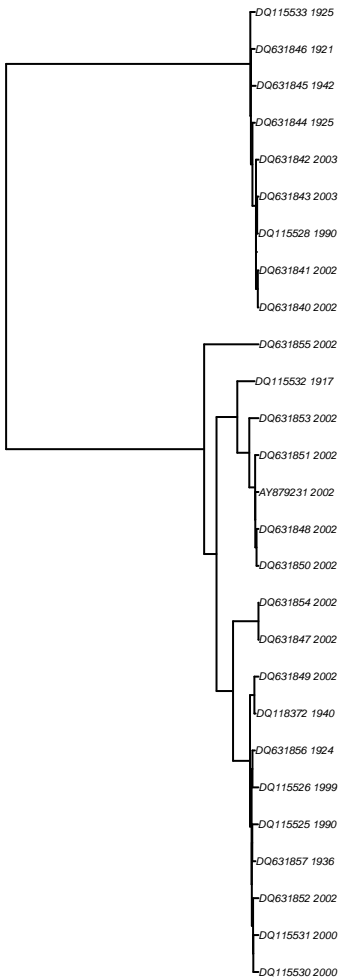 DQ115533 1925
DQ631846 1921
DQ631845 1942
DQ631844 1925
DQ631842 2003
DQ631843 2003
DQ115528 1990
DQ631841 2002
DQ631840 2002
DQ631855 2002
DQ115532 1917
DQ631853 2002
DQ631851 2002
AY879231 2002
DQ631848 2002
DQ631850 2002
DQ631854 2002
DQ631847 2002
DQ631849 2002
DQ118372 1940
DQ631856 1924
DQ115526 1999
DQ115525 1990
DQ631857 1936
DQ631852 2002
DQ115531 2000
DQ115530 2000